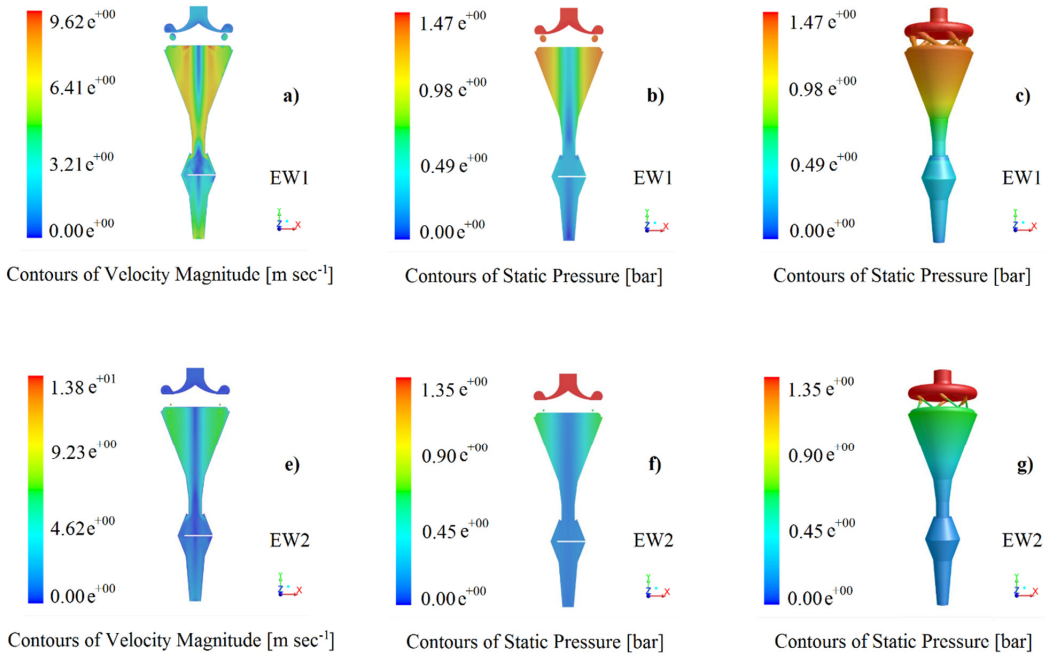 9.62 e+00
6.41 e+00
3.21 e+00
0.00 e+00
a)
EW1
Y
Z
X
Contours of Velocity Magnitude [m sec-1]
1.47 e+00
0.98 e+00
0.49 e+00
0.00 e+00
b)
EW1
Y
Z
X
Contours of Static Pressure [bar]
1.47 e+00
0.98 e+00
0.49 e+00
0.00 e+00
c)
EW1
Y
Z
X
Contours of Static Pressure [bar]
1.38 e+01
9.23 e+00
4.62 e+00
0.00 e+00
e)
EW2
Y
Z
X
Contours of Velocity Magnitude [m sec-1]
1.35 e+00
0.90 e+00
0.45 e+00
0.00 e+00
f)
EW2
Y
Z
X
Contours of Static Pressure [bar]
1.35 e+00
0.90 e+00
0.45 e+00
0.00 e+00
g)
EW2
Y
Z
X
Contours of Static Pressure [bar]